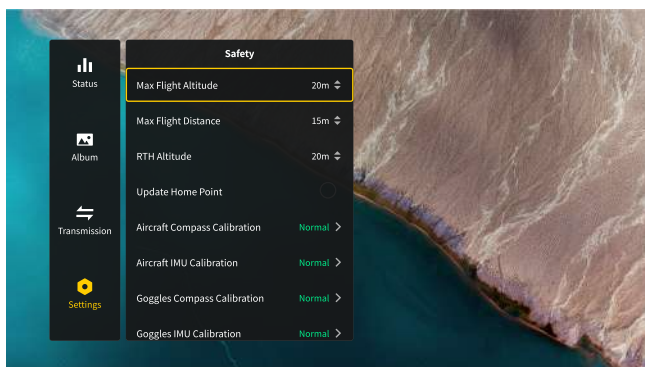 Safety
Status
Max Flight Altitude 20m
Max Flight Distance 15m
Album
RTH Altitude 20m
Update Home Point
Transmission
Aircraft Compass Calibration Normal
Aircraft IMU Calibration Normal
Settings
Goggles Compass Calibration Normal
Goggles IMU Calibration Normal